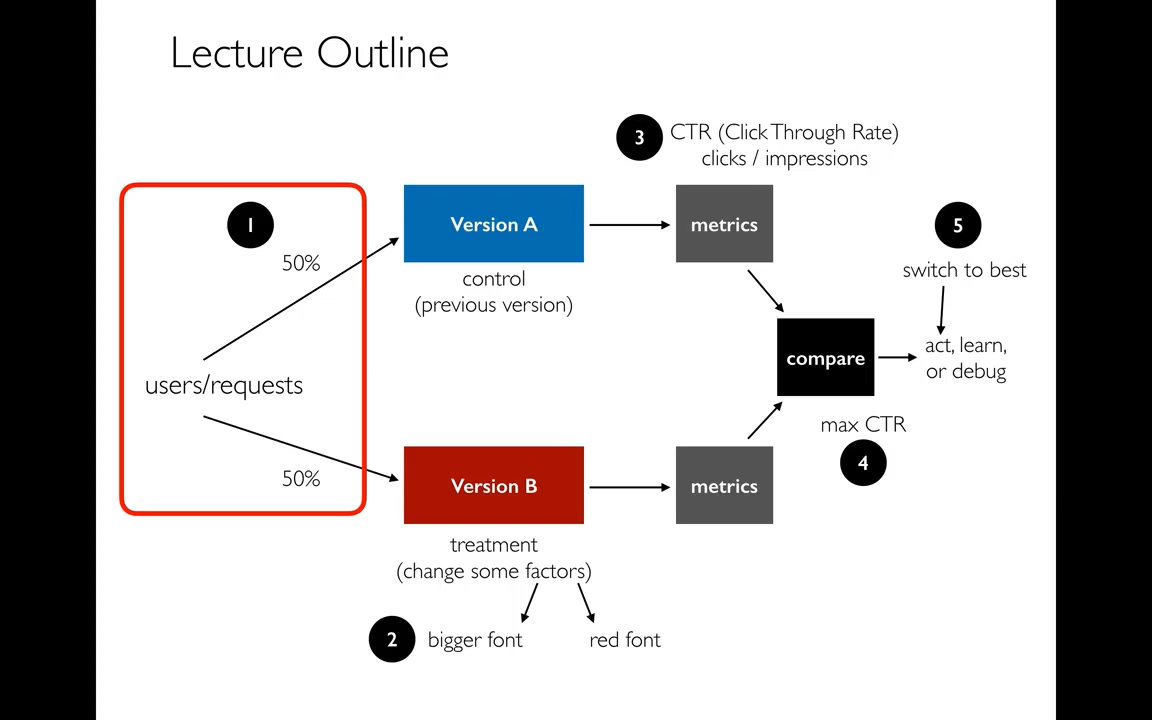 Lecture Outline
3
CTR (Click Through Rate)
clicks / impressions
1
50%
Version A
metrics
5
control
(previous version)
switch to best
users/requests
compare
act, learn,
or debug
max CTR
4
50%
Version B
metrics
treatment
(change some factors)
2
bigger font
red font